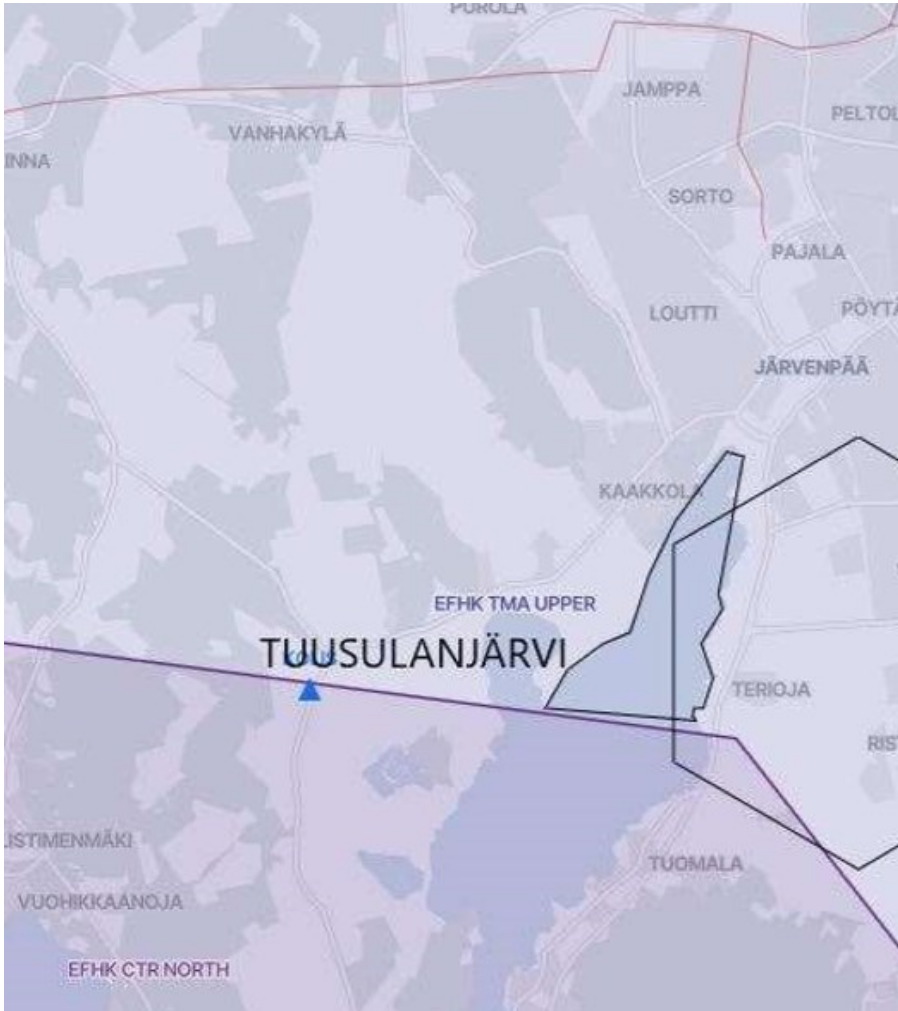 PUROLA
JAMPPA
PELTOL
VANHAKYLÄ
INNA
SORTO
PAJALA
LOUTTI
PÖYTÄ
JÄRVENPÄÄ
KAAKKOLA
EFHK TMA UPPER
TUUSULANJÄRVI
TERIOJA
RIS
LISTIMENMÄKI
TUOMALA
VUOHIKKAANOJA
EFHK CTR NORTH